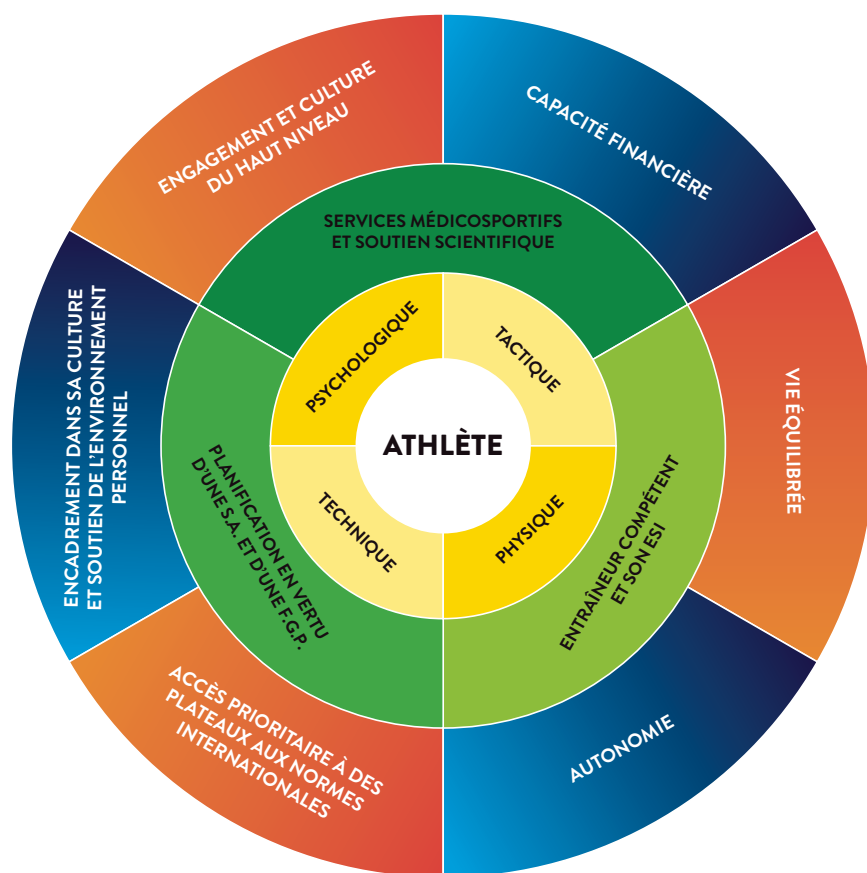 ENGAGEMENT ET CULTURE
DU HAUT NIVEAU
CAPACITÉ FINANCIÈRE
SERVICES MÉDICOSPORTIFS
ET SOUTIEN SCIENTIFIQUE
ENCADREMENT DANS SA CULTURE
ET SOUTIEN DE L'ENVIRONNEMENT
PERSONNEL
PSYCHOLOGIQUE
TACTIQUE
VIE ÉQUILIBRÉE
ATHLÈTE
PLANIFICATION EN VERTU
D'UNE S.A. ET D'UNE F.G.P.
TECHNIQUE
PHYSIQUE
ENTRAÎNEUR COMPÉTENT
ET SON ESI
ACCÈS PRIORITAIRE À DES
PLATEAUX AUX NORMES
INTERNATIONALES
AUTONOMIE